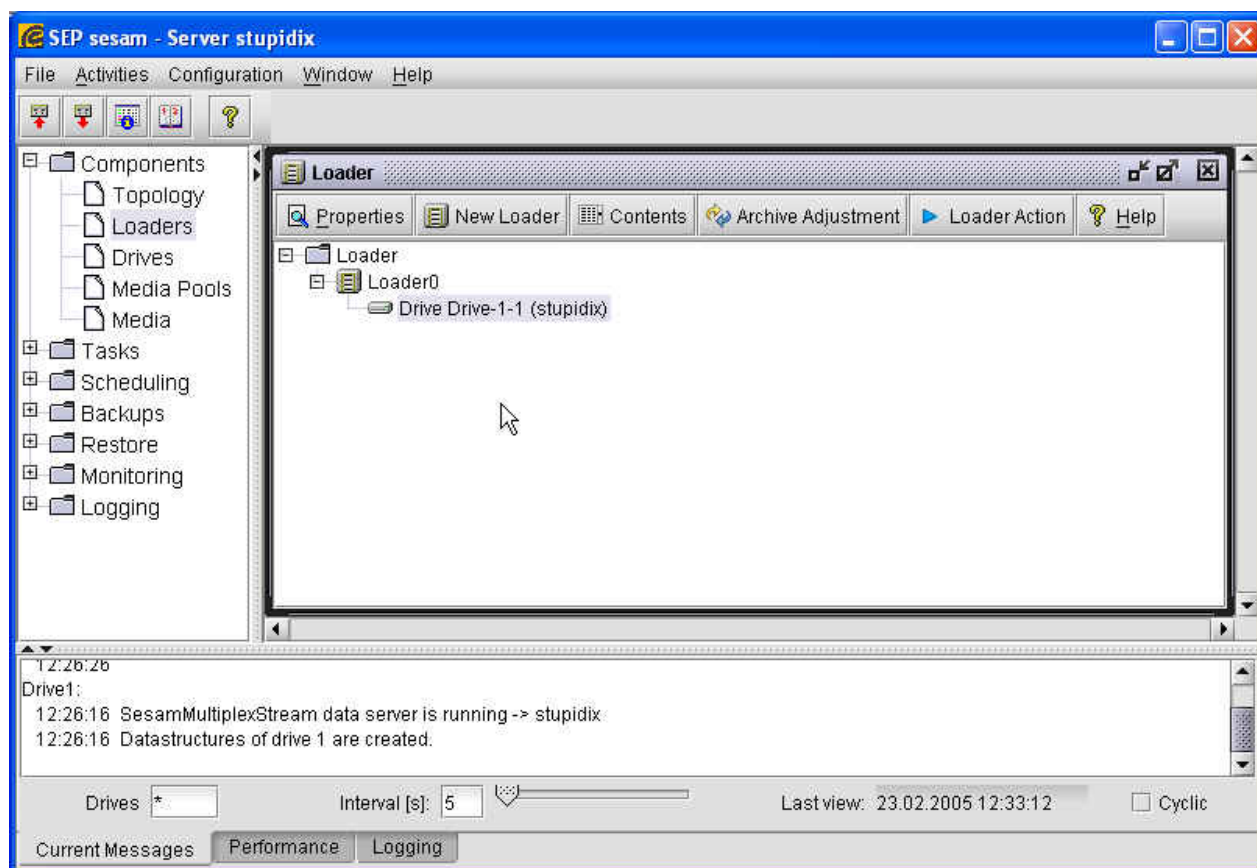 SEP sesam - Server stupidix
File Activities Configuration Window Help
Components
Topology
Loaders
Drives
Media Pools
Media
Tasks
Scheduling
Backups
Restore
Monitoring
Logging
Loader
Properties New Loader Contents Archive Adjustment Loader Action Help
Loader
Loader0
Drive Drive-1-1 (stupidix)
12:26:26
Drive1:
12:26:16 SesamMultiplexStream data server is running -> stupidix
12:26:16 Datastructures of drive 1 are created.
Drives * Interval [s]: 5 Last view: 23.02.2005 12:33:12 Cyclic
Current Messages Performance Logging